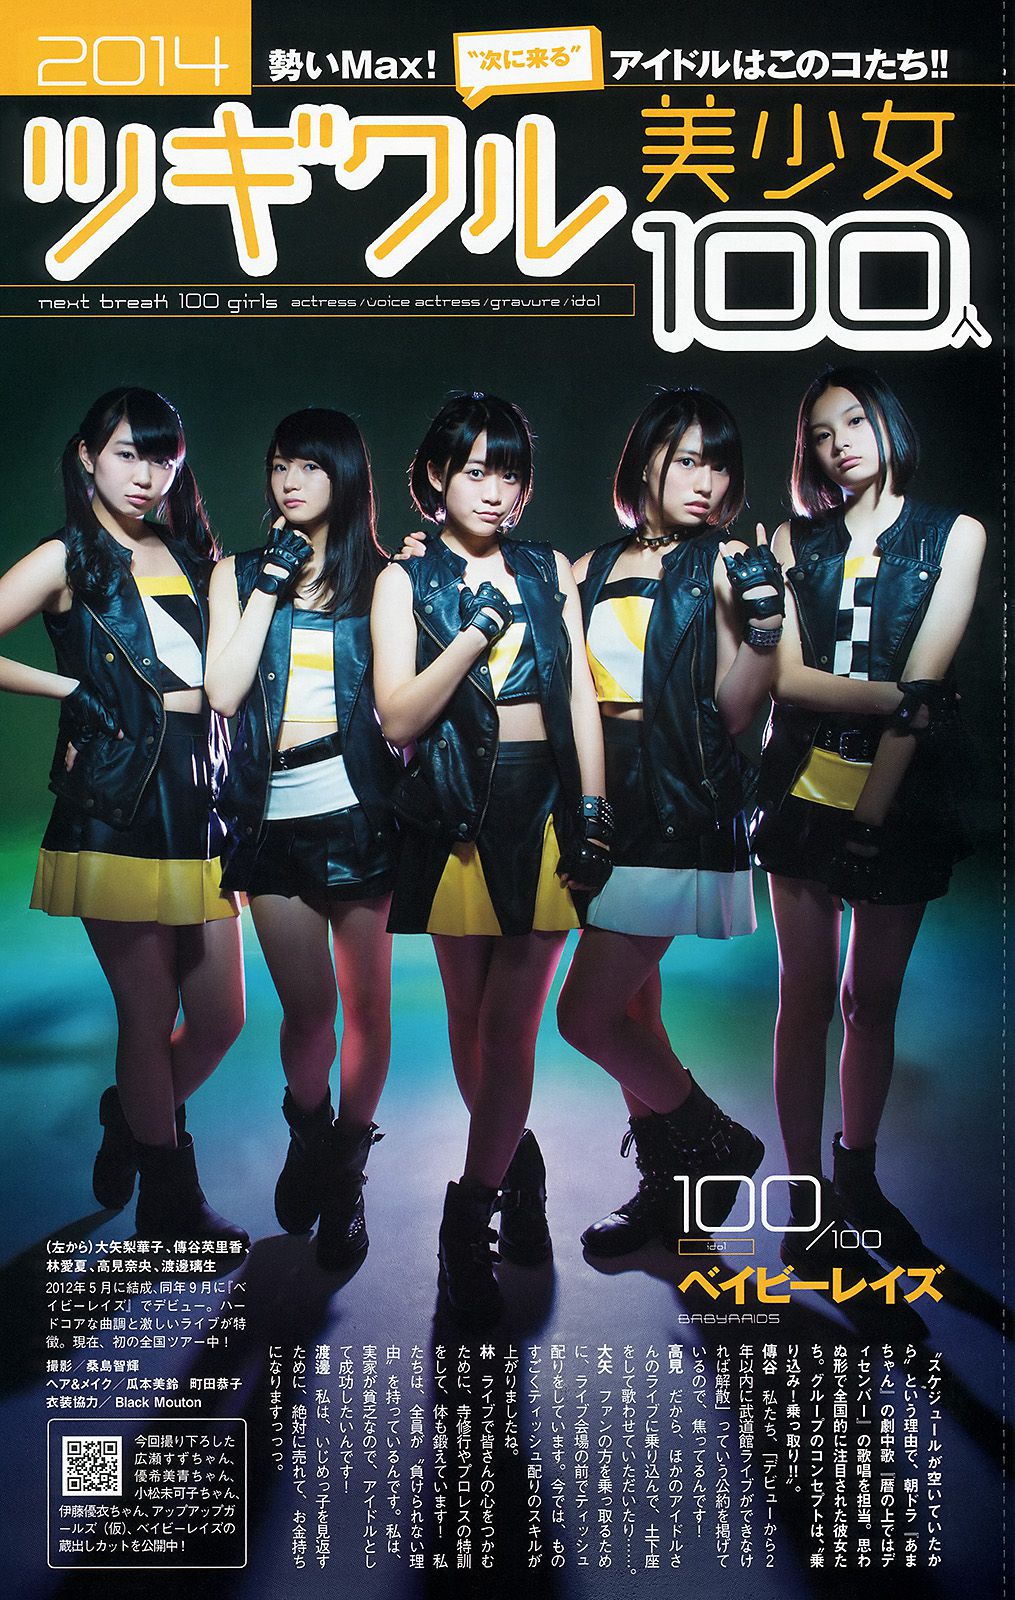 2014
勢いMax!
“次に来る”
アイドルはこのコたち!!
ツギクル
美少女
100人
next break 100 girls
actress/voice actress/gravure/idol
100/100
idol
ベイビーレイズ
BABYRAIDS
“スケジュールが空いていたか
ら”という理由で、朝ドラ『あま
ちゃん』の劇中歌『暦の上ではデ
ィセンバー』の歌唱を担当。思わ
ぬ形で全国的に注目された彼女た
ち。グループのコンセプトは、“乗
り込み!乗っ取り!!”。
傳谷 私たち、「デビューから2
年以内に武道館ライブができなけ
れば解散」っていう公約を掲げて
いるので、焦ってるんです!
高見 だから、ほかのアイドルさ
んのライブに乗り込んで、土下座
をして歌わせていただいたり……。
大矢 ファンの方を乗っ取るため
に、ライブ会場の前でティッシュ
配りをしています。今では、もの
すごくティッシュ配りのスキルが
上がりましたね。
林 ライブで皆さんの心をつかむ
ために、寺修行やプロレスの特訓
をして、体も鍛えています! 私
たちは、全員が“負けられない理
由”を持っているんです。私は、
実家が貧乏なので、アイドルとし
て成功したいんです!
渡邊 私は、いじめっ子を見返す
ために、絶対に売れて、お金持ち
になりますっっっ。
(左から)大矢梨華子、傳谷英里香、
林愛夏、高見奈央、渡邊璃生
2012年5月に結成、同年9月に『ベ
イビーレイズ』でデビュー。ハー
ドコアな曲調と激しいライブが特
徴。現在、初の全国ツアー中!
撮影/桑島智輝
ヘア&メイク/瓜本美鈴 町田恭子
衣装協力/Black Mouton
今回撮り下ろした
広瀬すずちゃん、
優希美青ちゃん、
小松未可子ちゃん、
伊藤優衣ちゃん、アップアップガ
ールズ(仮)、ベイビーレイズの
蔵出しカットを公開中!